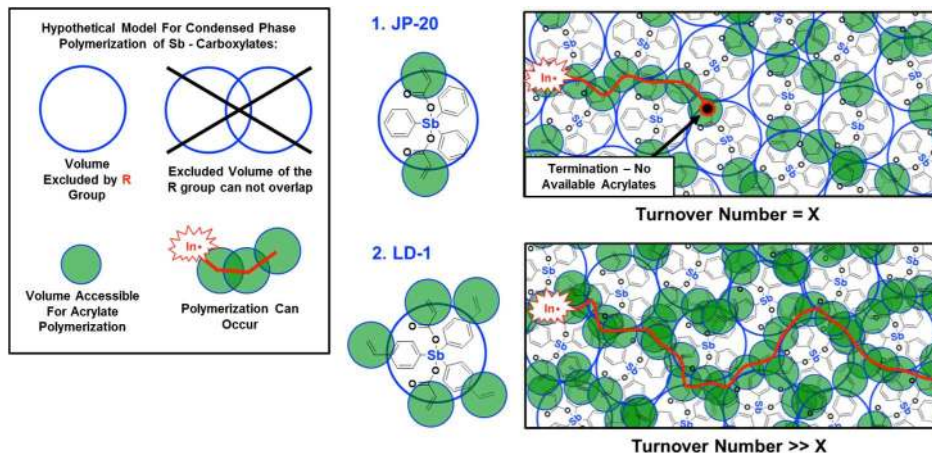 Hypothetical Model For Condensed Phase
Polymerization of Sb - Carboxylates:
Volume
Excluded by R
Group
Excluded Volume of the
R group can not overlap
In•
Volume Accessible
For Acrylate
Polymerization
Polymerization Can
Occur
1. JP-20
O
O
Sb
O
O
In•
Termination – No
Available Acrylates
Turnover Number = X
2. LD-1
O
O
Sb
O
O
In•
Turnover Number >> X